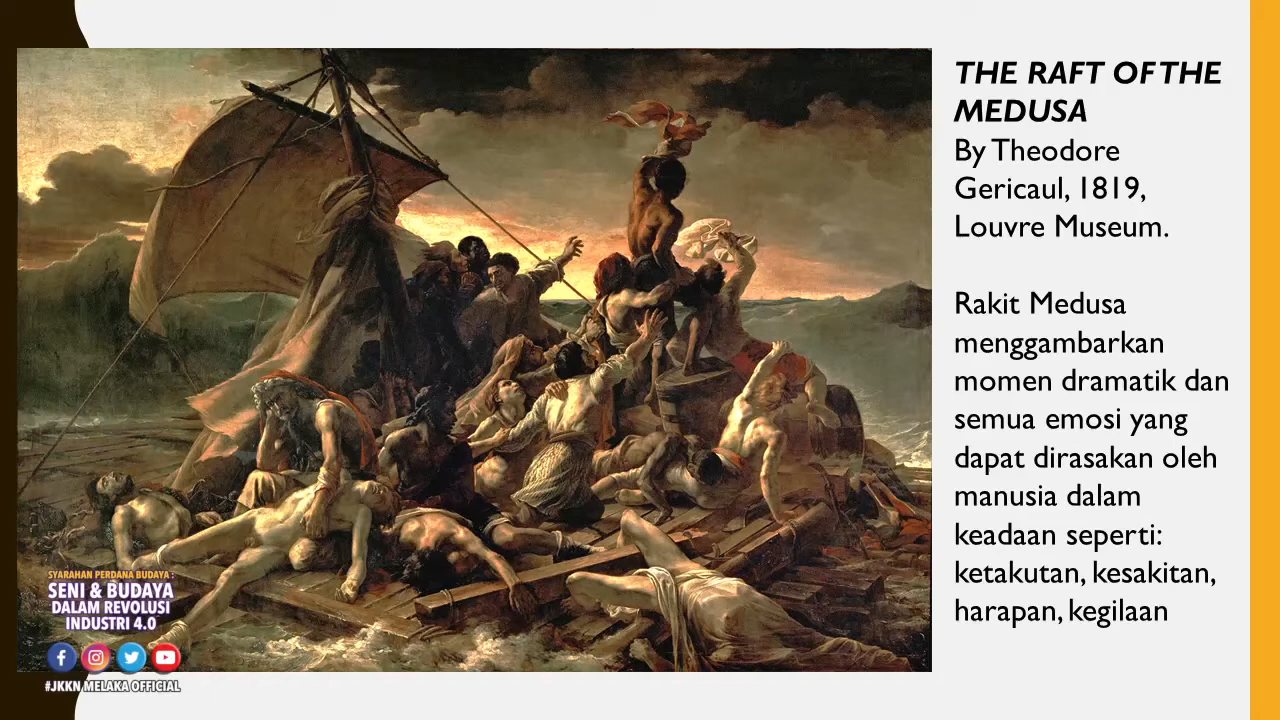 THE RAFT OF THE
MEDUSA
By Theodore
Gericaul, 1819,
Louvre Museum.
Rakit Medusa
menggambarkan
momen dramatik dan
semua emosi yang
dapat dirasakan oleh
manusia dalam
keadaan seperti:
ketakutan, kesakitan,
harapan, kegilaan
SYARAHAN PERDANA BUDAYA :
SENI & BUDAYA
DALAM REVOLUSI
INDUSTRI 4.0
#JKKN MELAKA OFFICIAL